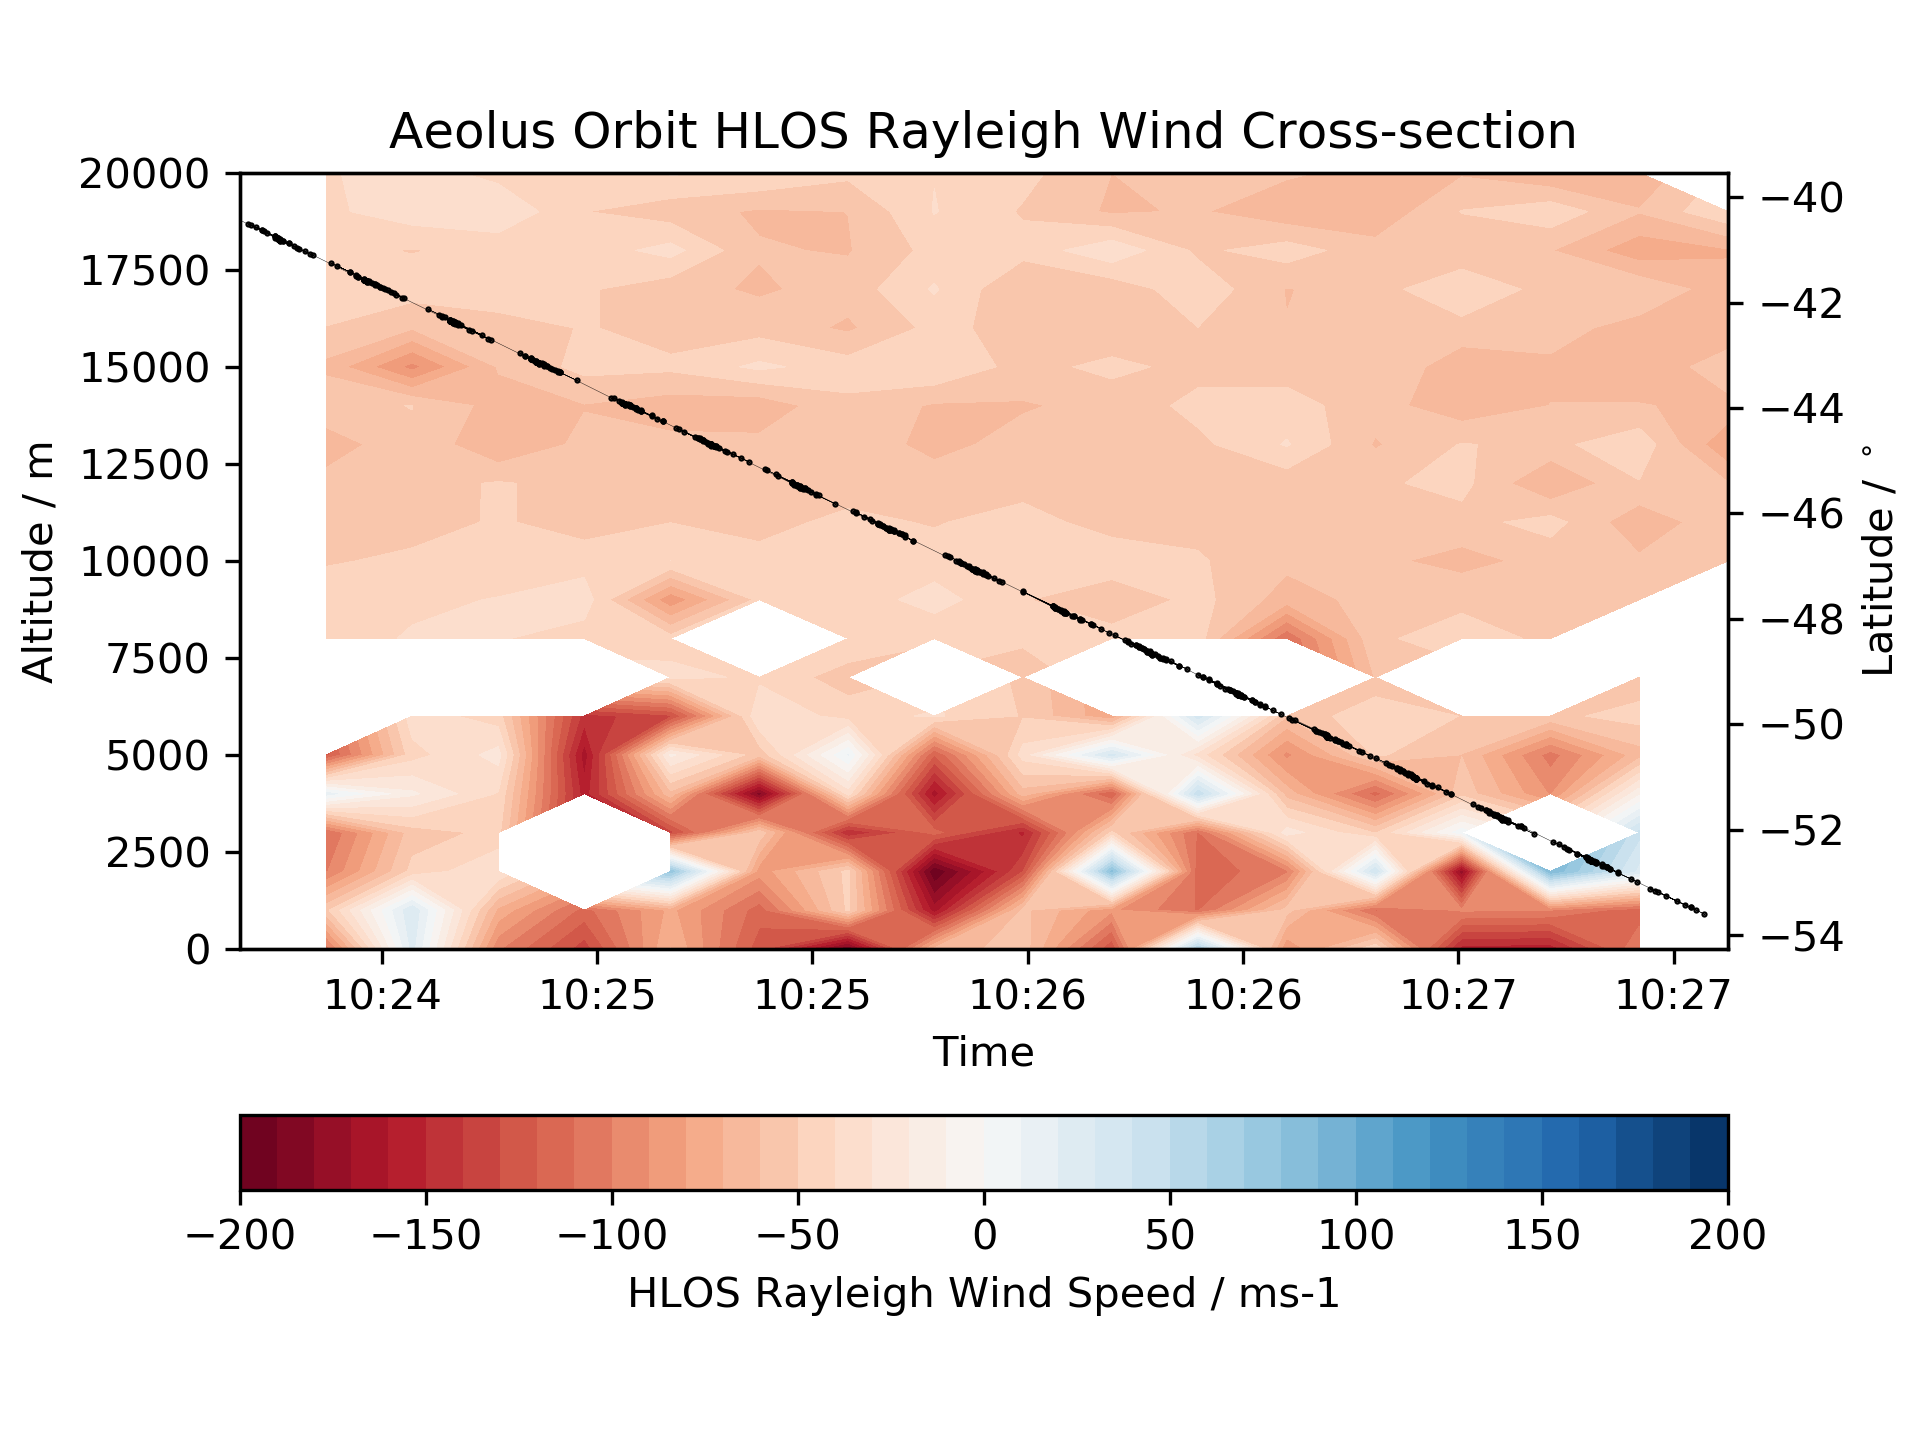 Aeolus Orbit HLOS Rayleigh Wind Cross-section
20000
17500
15000
12500
10000
7500
5000
2500
0
Altitude / m
−40
−42
−44
−46
−48
−50
−52
−54
Latitude / °
10:24 10:25 10:25 10:26 10:26 10:27 10:27
Time
−200 −150 −100 −50 0 50 100 150 200
HLOS Rayleigh Wind Speed / ms-1